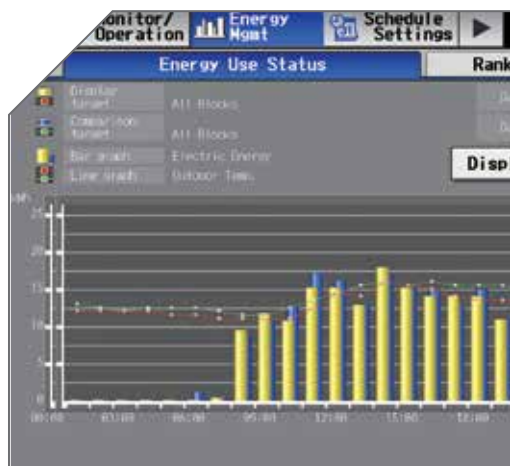 Monitor/ Operation
Energy Mgmt
Schedule Settings
Energy Use Status
Rank
Display target All Blocks
Comparison target All Blocks
Bar graph Electric Energy
Line graph Outdoor Temp.
Displ
kWh
25
20
15
10
5
0
00:00 03:00 06:00 09:00 12:00 15:00 18:00